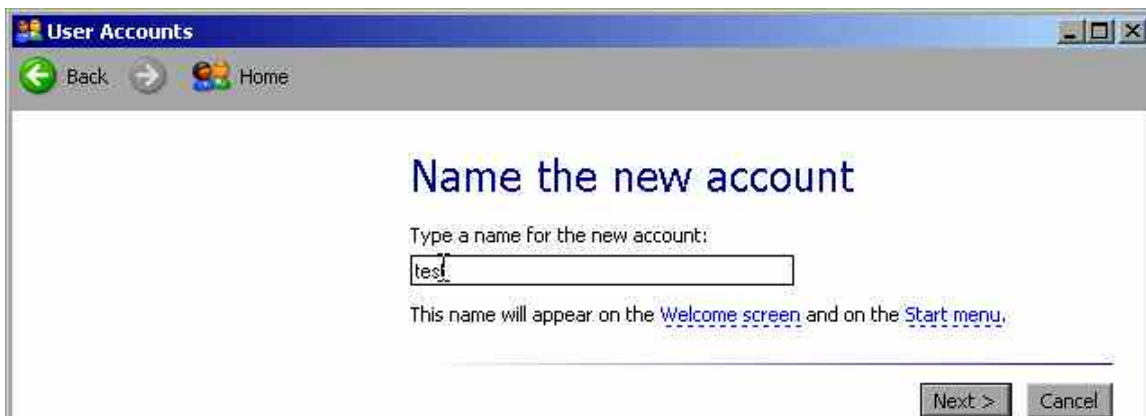 User Accounts
Back Home
Name the new account
Type a name for the new account:
test
This name will appear on the Welcome screen and on the Start menu.
Next > Cancel